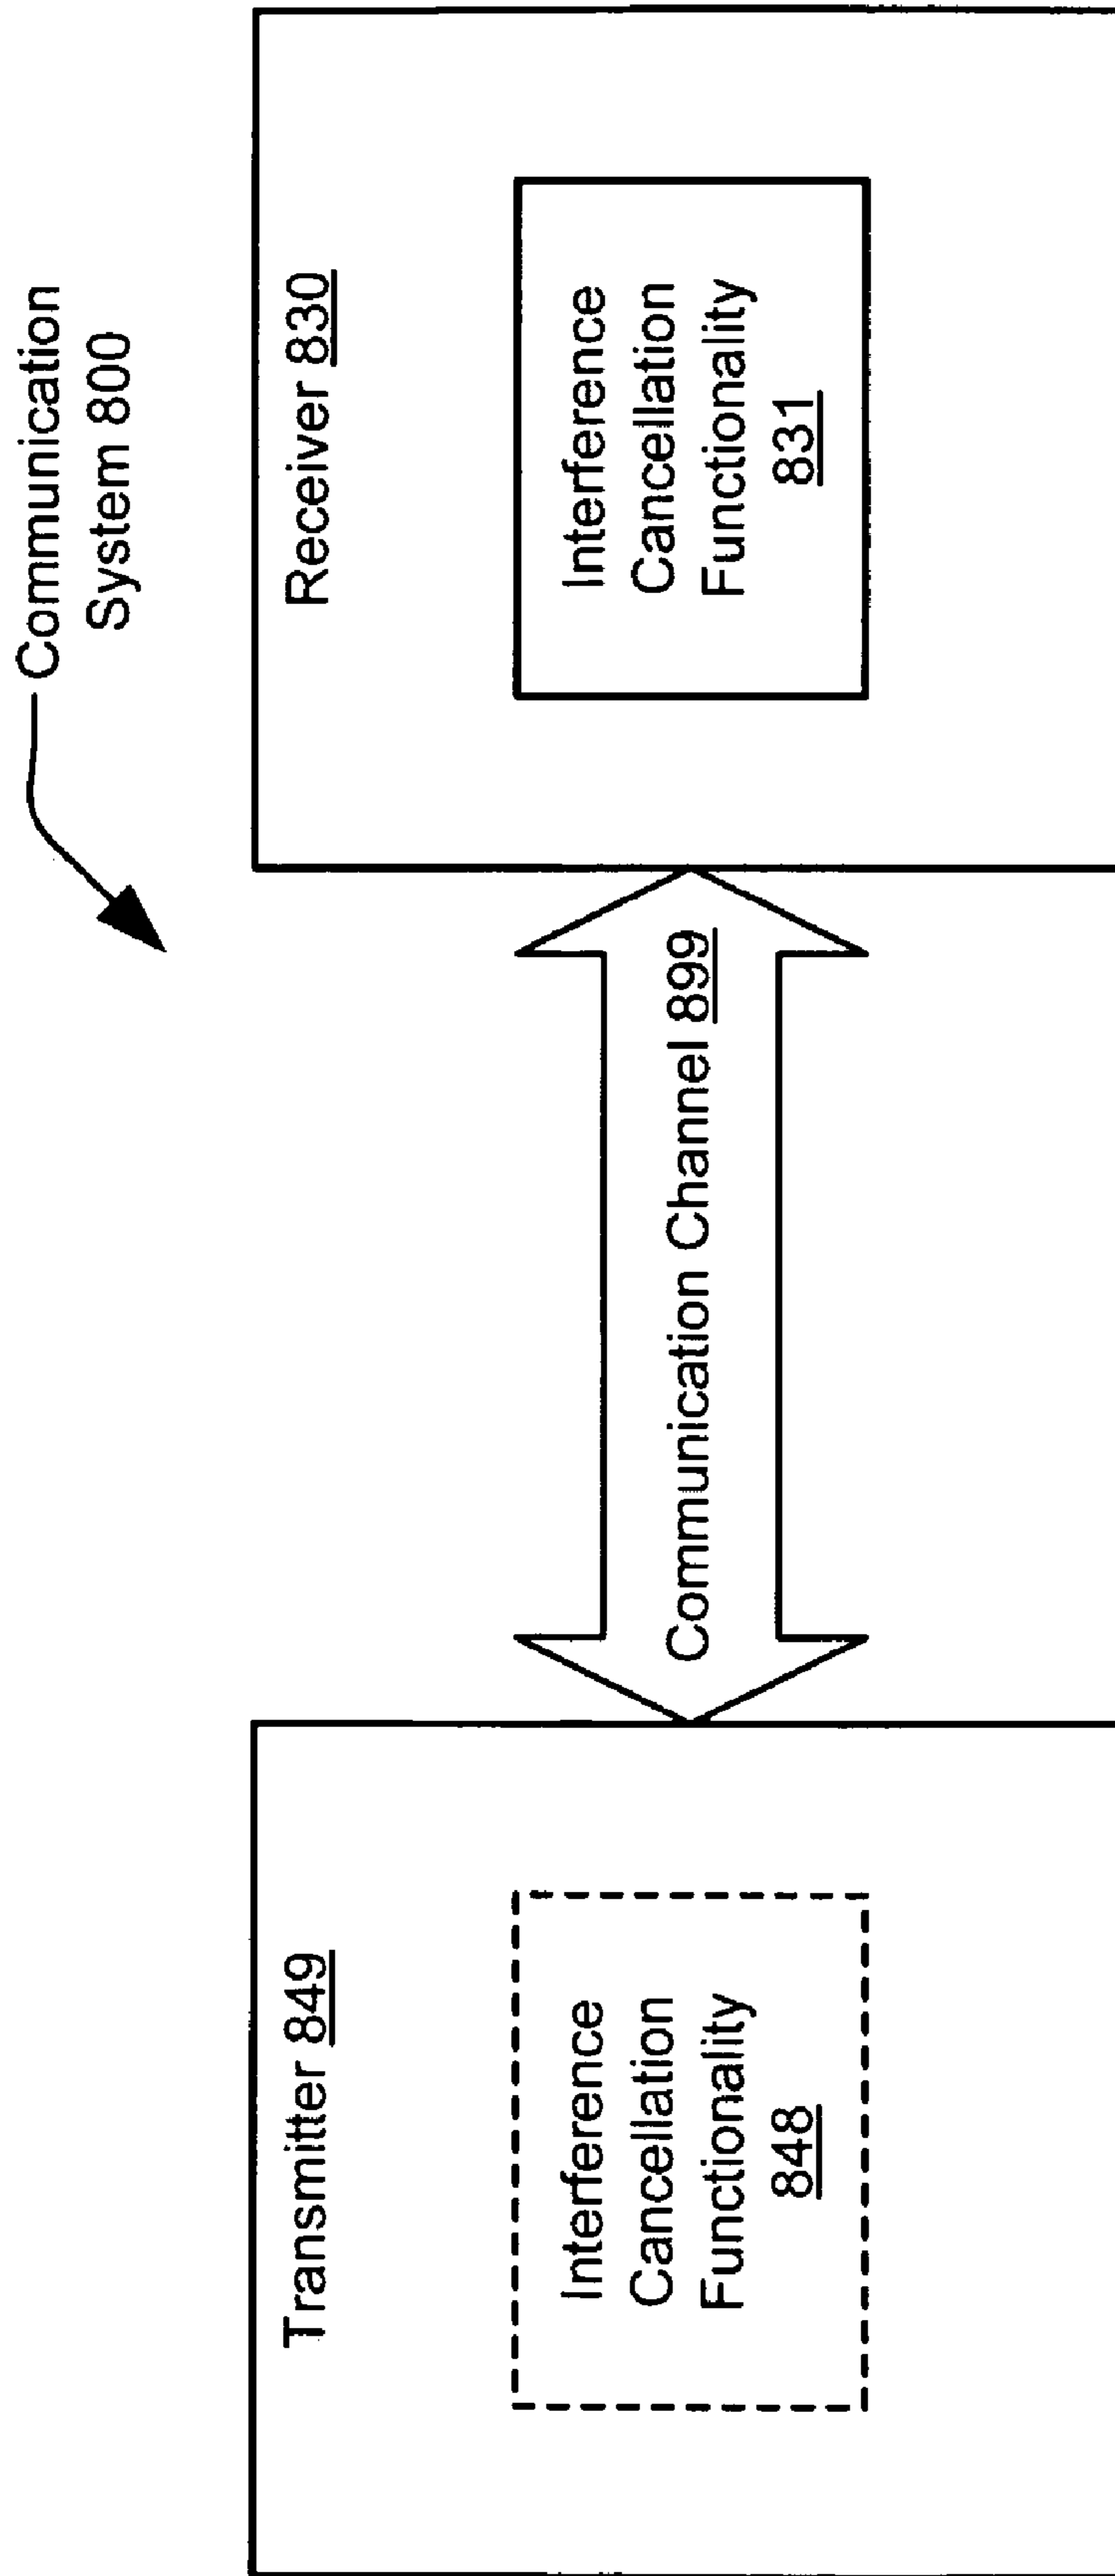 Communication
System 800
Transmitter 849
Interference
Cancellation
Functionality
848
Communication Channel 899
Receiver 830
Interference
Cancellation
Functionality
831